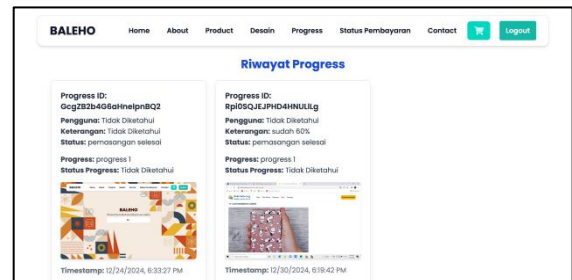 BALEHO Home About Product Desain Progress Status Pembayaran Contact Logout
Riwayat Progress
Progress ID:
GcgZB2b4G6aHnelpnBQ2
Pengguna: Tidak Diketahui
Keterangan: Tidak Diketahui
Status: pemasangan selesai
Progress: progress 1
Status Progress: Tidak Diketahui
BALEHO
Timestamp: 12/24/2024, 6:33:27 PM
Progress ID:
Rpi0SQJEJPHD4HNULILg
Pengguna: Tidak Diketahui
Keterangan: sudah 60%
Status: pemasangan selesai
Progress: progress 1
Status Progress: Tidak Diketahui
Timestamp: 12/30/2024, 6:19:42 PM